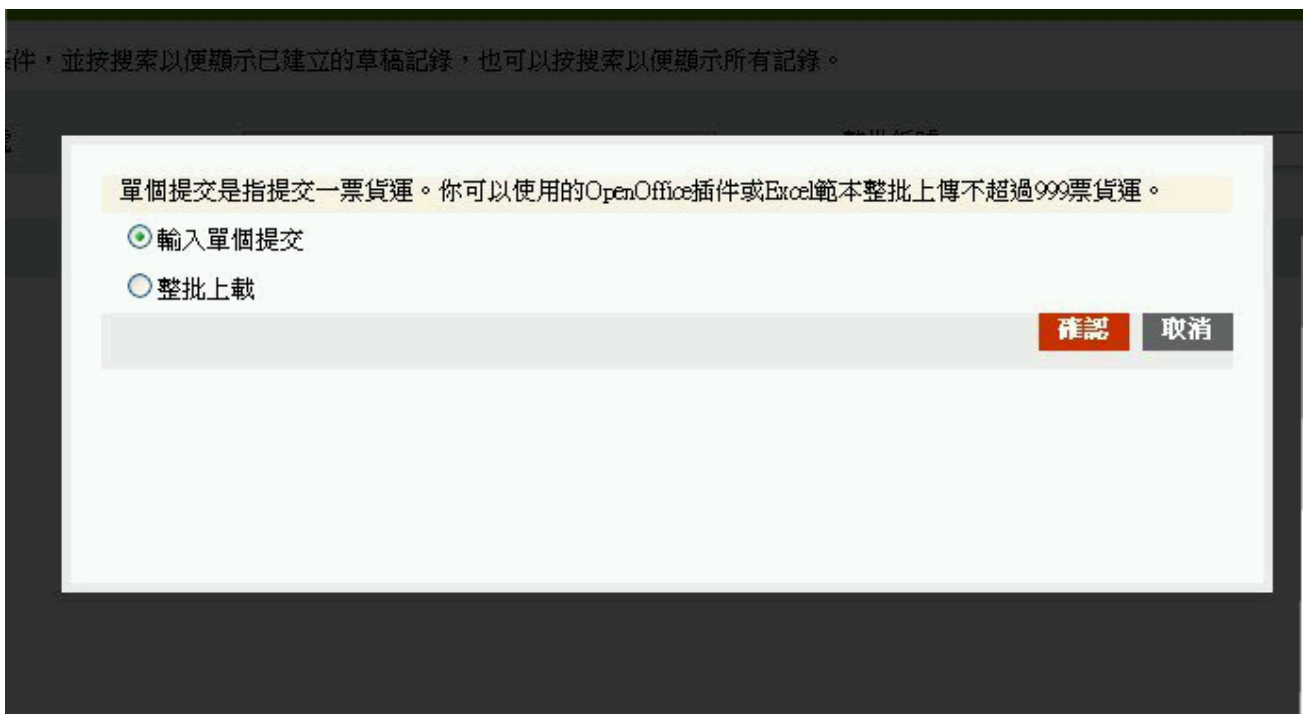 件，並按搜索以便顯示已建立的草稿記錄，也可以按搜索以便顯示所有記錄。
單個提交是指提交一票貨運。你可以使用的OpenOffice插件或Excel範本整批上傳不超過999票貨運。
輸入單個提交
整批上載
確認 取消